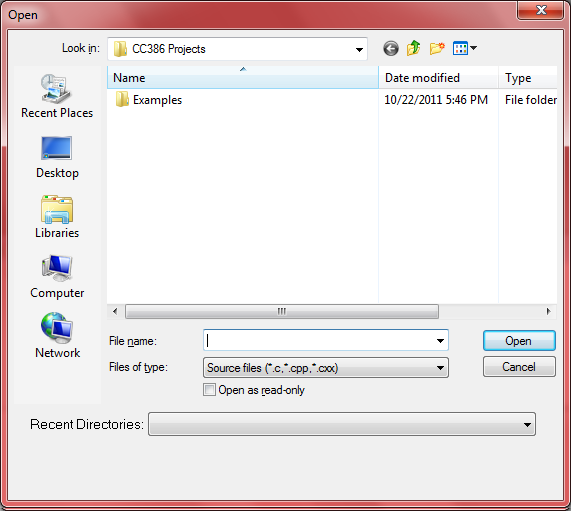 Open
Look in: CC386 Projects
Name Date modified Type
Examples 10/22/2011 5:46 PM File folder
Recent Places
Desktop
Libraries
Computer
Network
File name: Open
Files of type: Source files (*.c,*.cpp,*.cxx) Cancel
Open as read-only
Recent Directories: